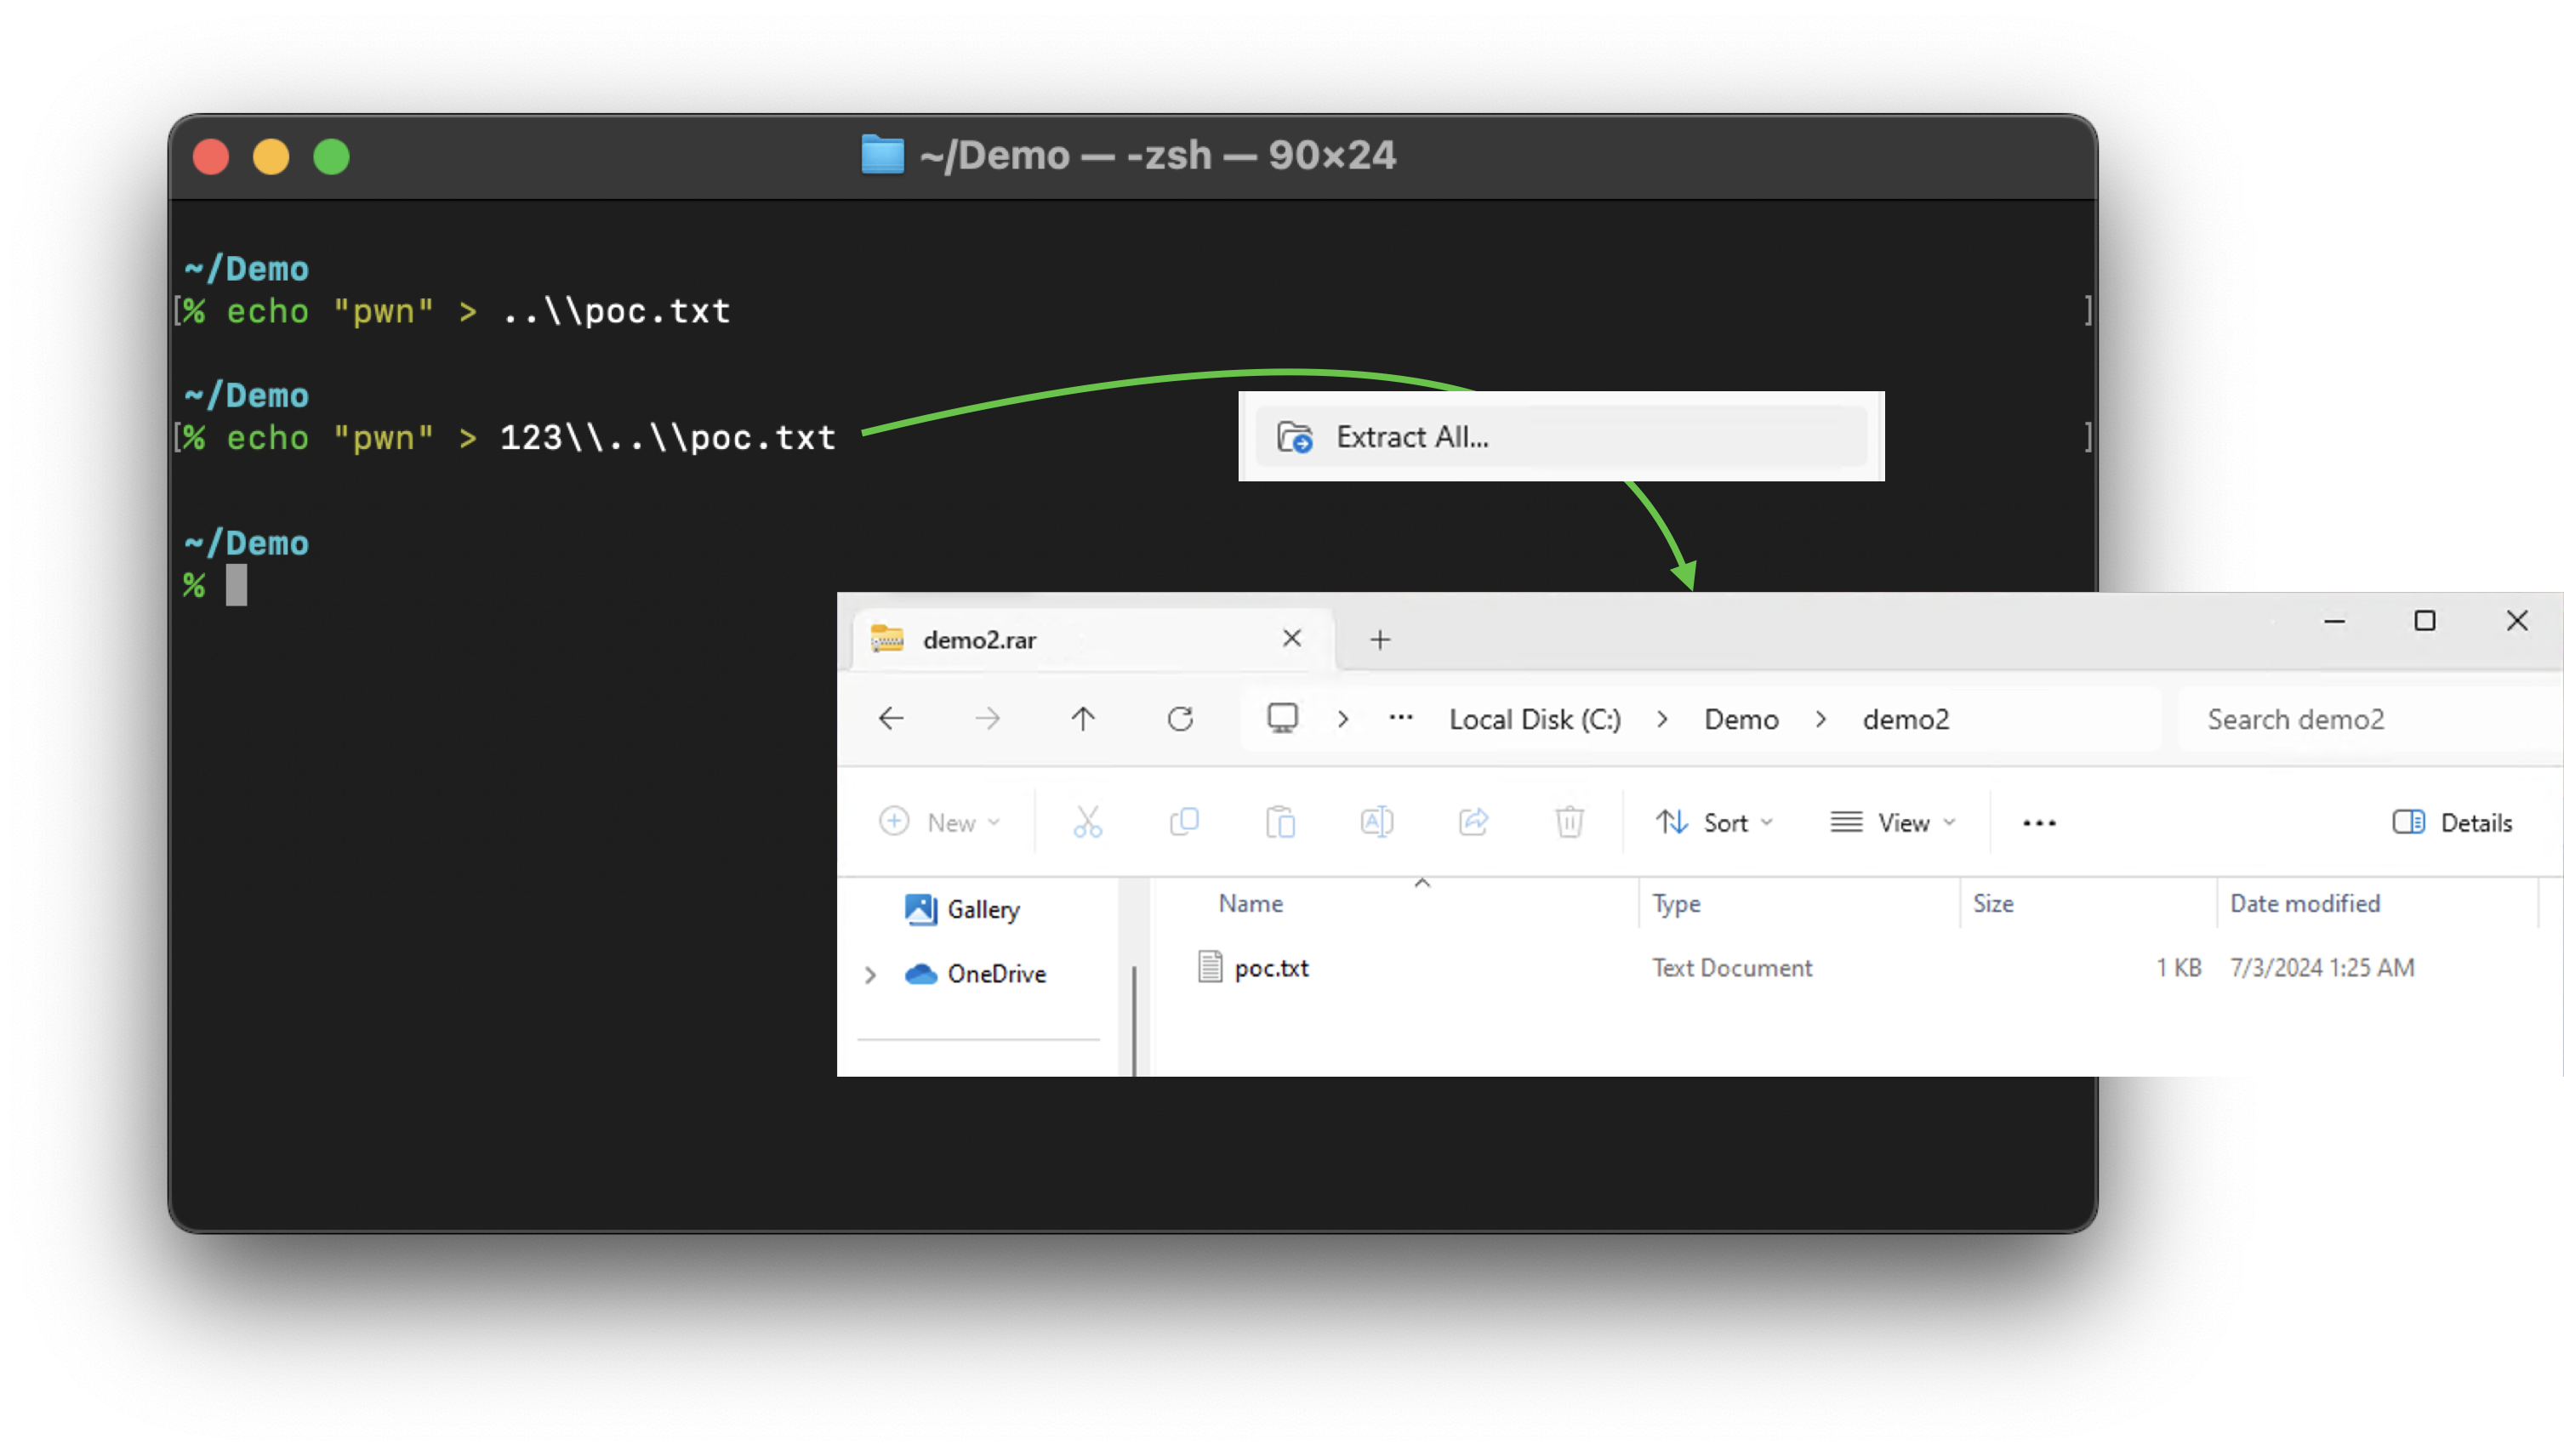 ~/Demo — -zsh — 90×24
~/Demo
[% echo "pwn" > ..\\poc.txt ]
~/Demo
[% echo "pwn" > 123\\..\\poc.txt ]
Extract All...
~/Demo
%
demo2.rar
Local Disk (C:) > Demo > demo2
Search demo2
New
Sort
View
Details
Gallery
OneDrive
Name Type Size Date modified
poc.txt Text Document 1 KB 7/3/2024 1:25 AM